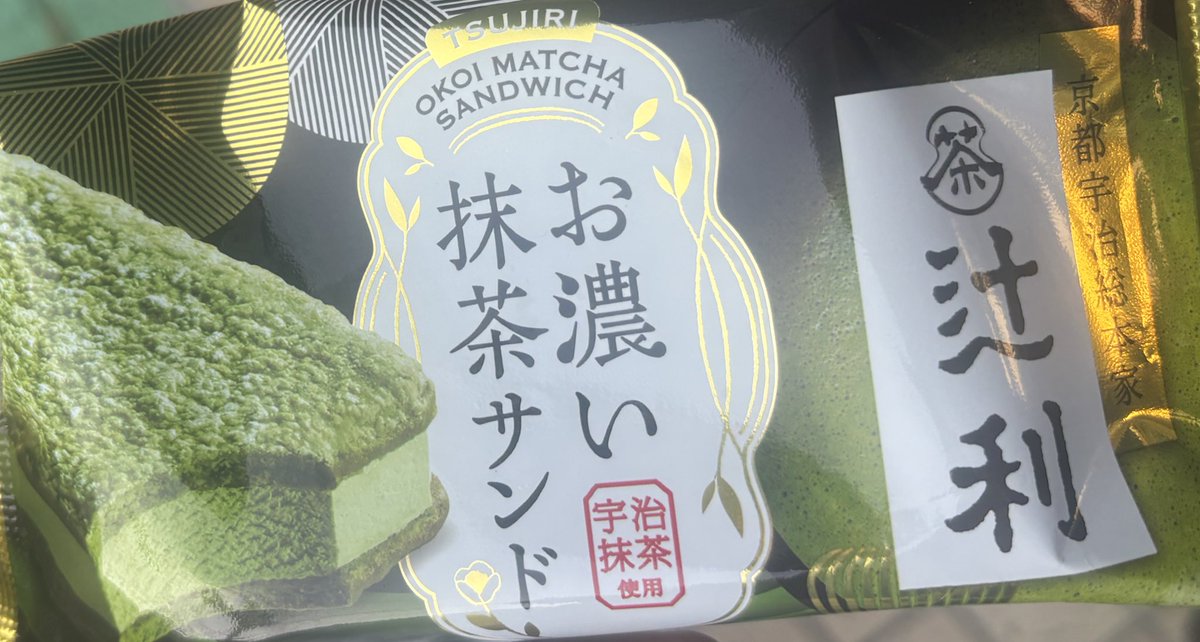 TSUJIRI
OKOI MATCHA
SANDWICH
お濃い
抹茶サンド
宇治
抹茶
使用
茶
辻利
京都宇治総本家